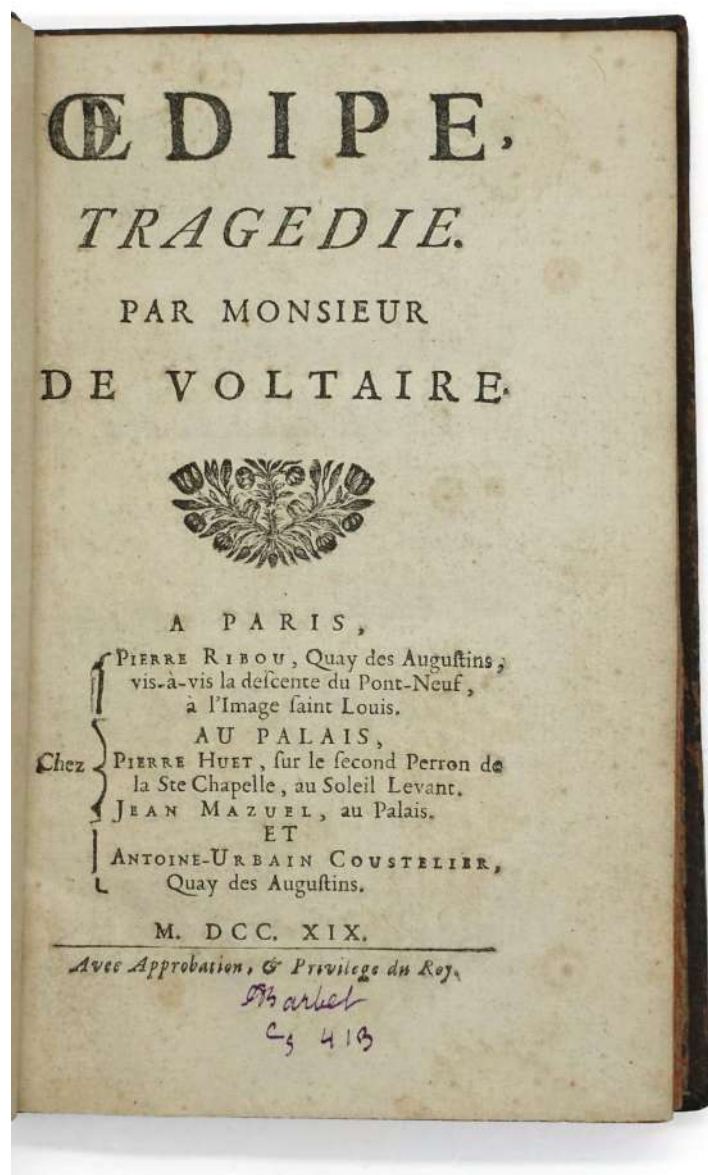 ŒDIPE,
TRAGEDIE.
PAR MONSIEUR
DE VOLTAIRE.
A PARIS,
PIERRE RIBOU, Quay des Auguſtins,
vis-à-vis la deſcente du Pont-Neuf,
à l'Image ſaint Louis.
AU PALAIS,
Chez
PIERRE HUET, ſur le ſecond Perron de
la Ste Chapelle, au Soleil Levant.
JEAN MAZUEL, au Palais.
ET
ANTOINE-URBAIN COUSTELIER,
Quay des Auguſtins.
M. DCC. XIX.
Avec Approbation, & Privilege du Roy.
Barbet
413